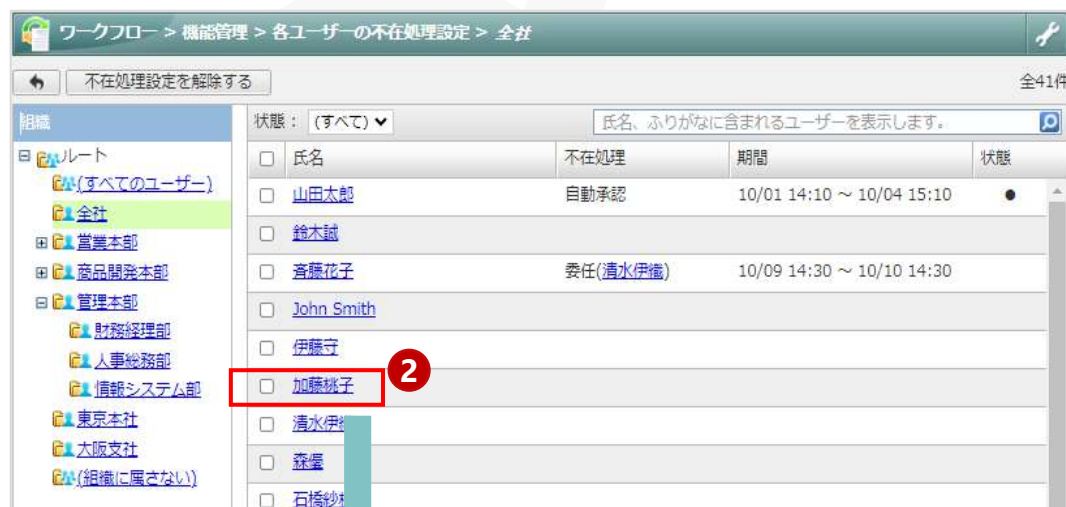 ワークフロー > 機能管理 > 各ユーザーの不在処理設定 > 全社
不在処理設定を解除する
全41件
組織
状態： (すべて)
氏名、ふりがなに含まれるユーザーを表示します。
ルート
(すべてのユーザー)
全社
営業本部
商品開発本部
管理本部
財務経理部
人事総務部
情報システム部
東京本社
大阪支社
(組織に属さない)
氏名 不在処理 期間 状態
山田太郎 自動承認 10/01 14:10 ～ 10/04 15:10 ●
鈴木誠
斉藤花子 委任(清水伊織) 10/09 14:30 ～ 10/10 14:30
John Smith
伊藤守
加藤桃子
2
清水伊
森優
石橋紗